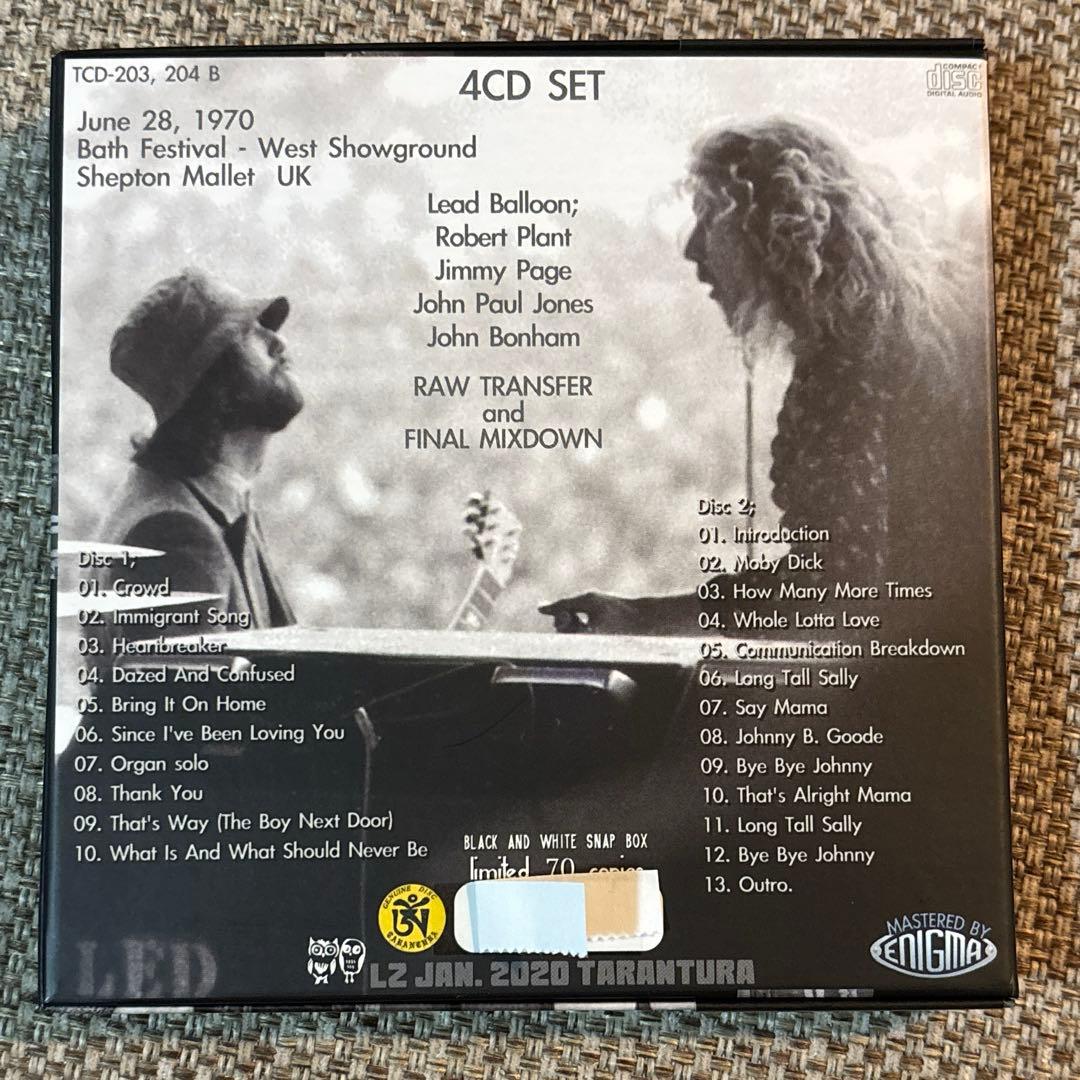 TCD-203, 204 B
4CD SET
COMPACT
disc
DIGITAL AUDIO
June 28, 1970
Bath Festival - West Showground
Shepton Mallet UK
Lead Balloon;
Robert Plant
Jimmy Page
John Paul Jones
John Bonham
RAW TRANSFER
and
FINAL MIXDOWN
Disc 1;
01. Crowd
02. Immigrant Song
03. Heartbreaker
04. Dazed And Confused
05. Bring It On Home
06. Since I've Been Loving You
07. Organ solo
08. Thank You
09. That's Way (The Boy Next Door)
10. What Is And What Should Never Be
Disc 2;
01. Introduction
02. Moby Dick
03. How Many More Times
04. Whole Lotta Love
05. Communication Breakdown
06. Long Tall Sally
07. Say Mama
08. Johnny B. Goode
09. Bye Bye Johnny
10. That's Alright Mama
11. Long Tall Sally
12. Bye Bye Johnny
13. Outro.
BLACK AND WHITE SNAP BOX
limited 70 copies
GENUINE DISC
TARANTURA
LED
LZ JAN. 2020 TARANTURA
MASTERED BY
ENIGMA